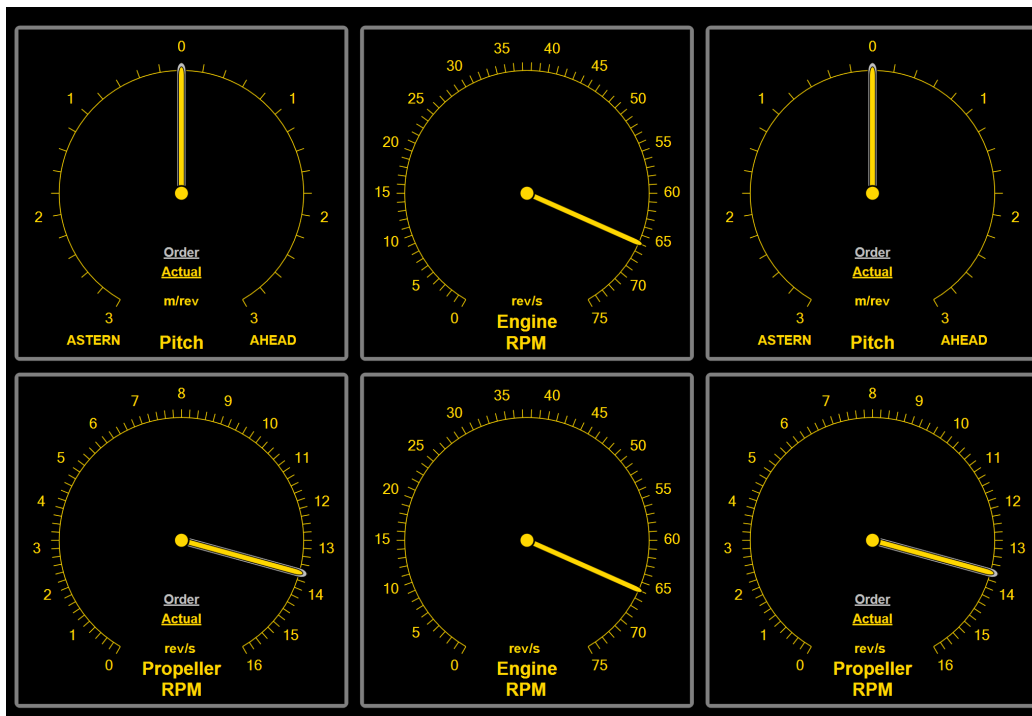 0
1 1
2 2
3 3
Order
Actual
m/rev
ASTERN Pitch AHEAD
35 40
30 45
25 50
20 55
15 60
10 65
5 70
0 75
rev/s
Engine
RPM
0
1 1
2 2
3 3
Order
Actual
m/rev
ASTERN Pitch AHEAD
8
7 9
6 10
5 11
4 12
3 13
2 14
1 15
0 16
Order
Actual
rev/s
Propeller
RPM
35 40
30 45
25 50
20 55
15 60
10 65
5 70
0 75
rev/s
Engine
RPM
8
7 9
6 10
5 11
4 12
3 13
2 14
1 15
0 16
Order
Actual
rev/s
Propeller
RPM